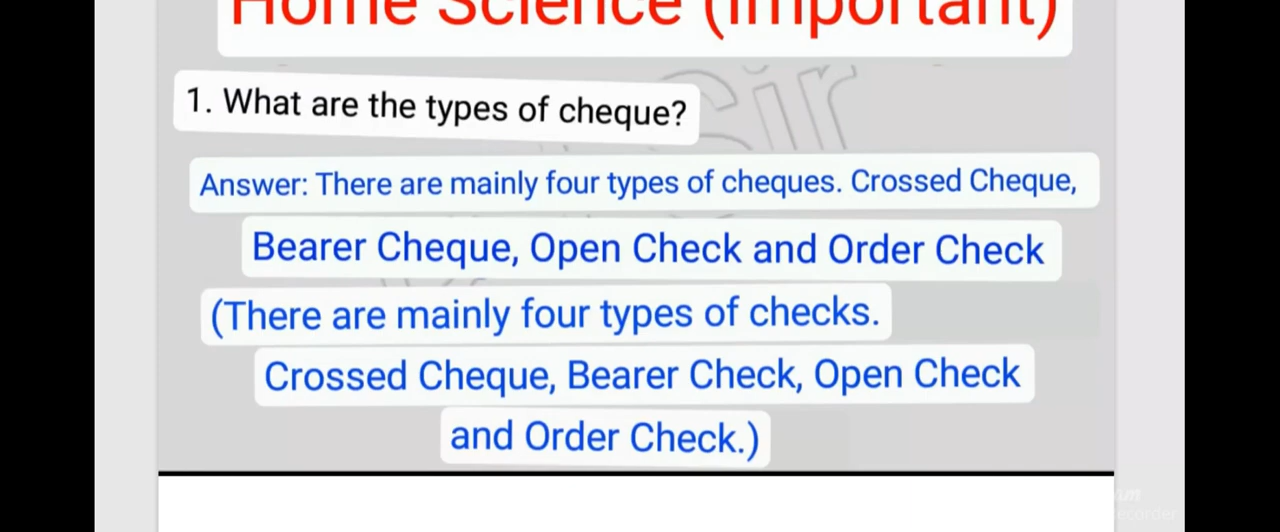 Home Science (Important)
Sir
1. What are the types of cheque?
Answer: There are mainly four types of cheques. Crossed Cheque,
Bearer Cheque, Open Check and Order Check
(There are mainly four types of checks.
Crossed Cheque, Bearer Check, Open Check
and Order Check.)